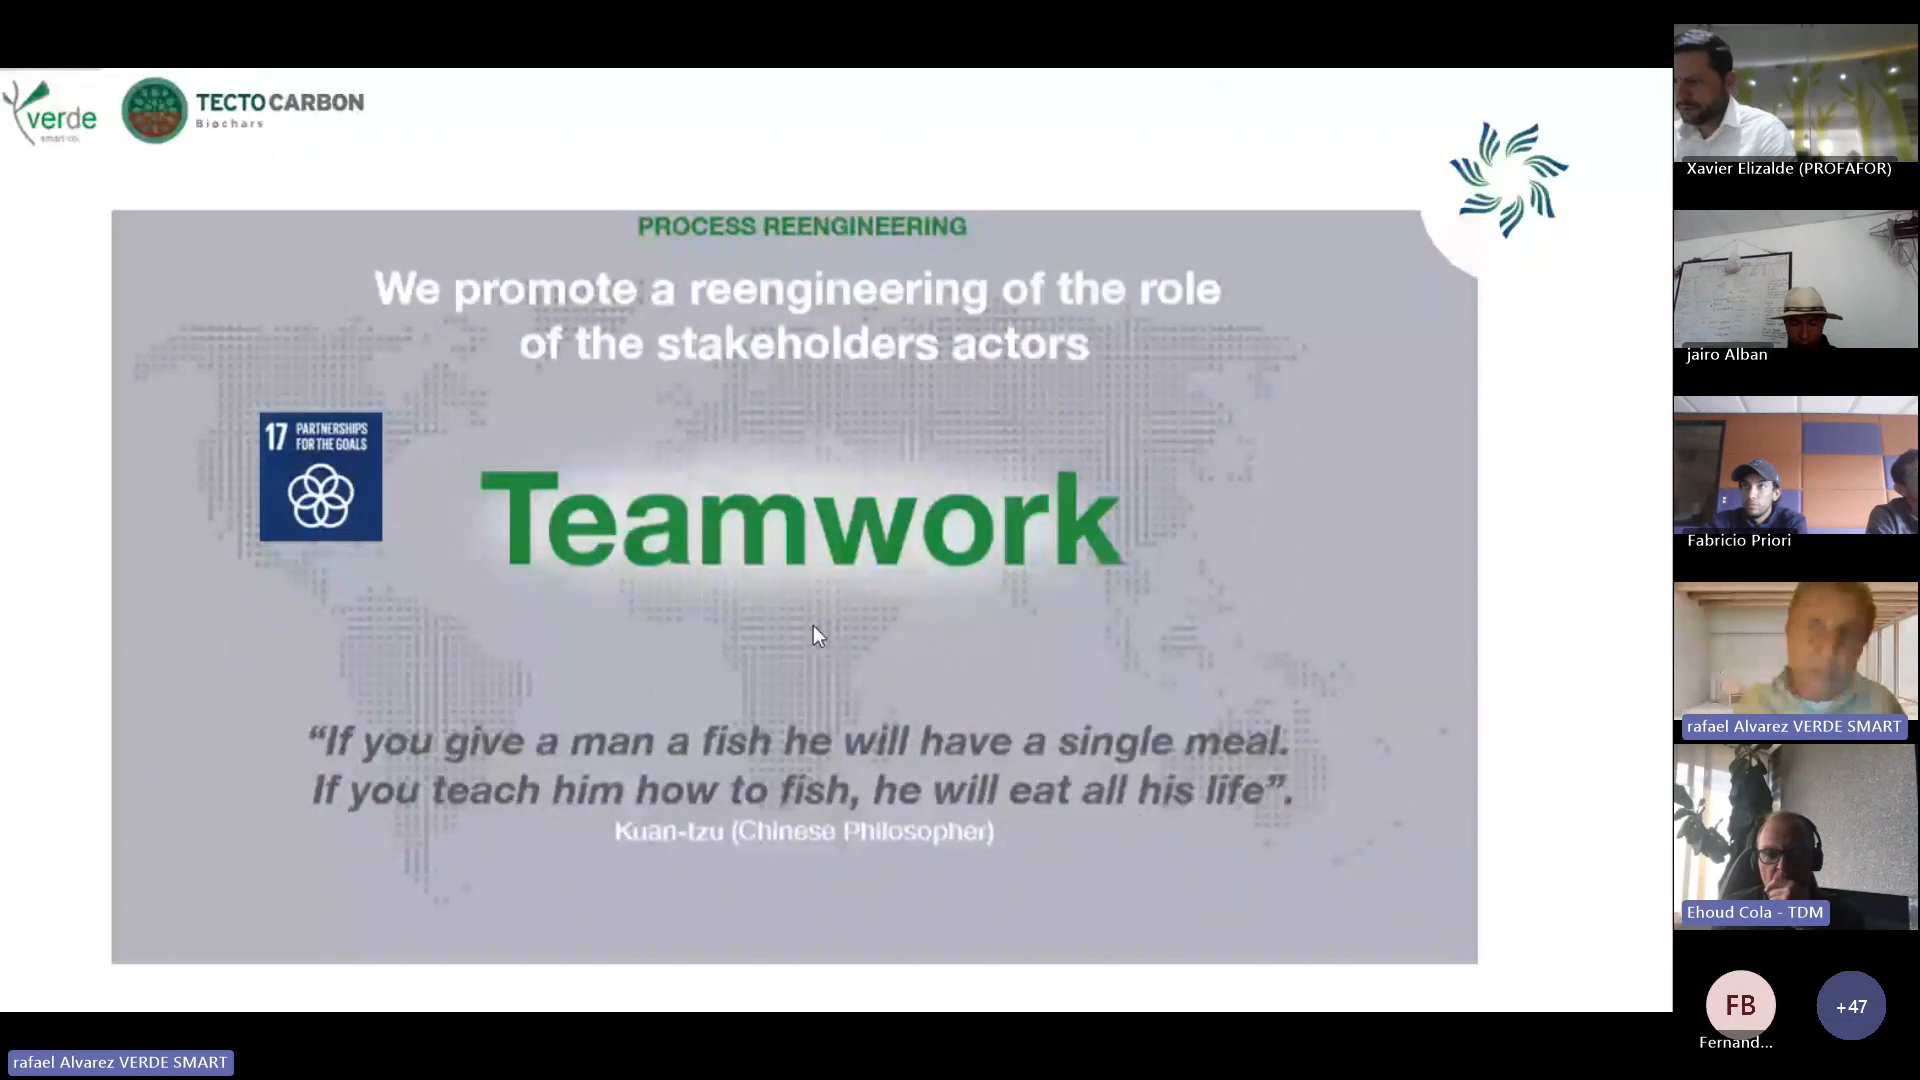 verde
smart co.
TECTO CARBON
Biochars
PROCESS REENGINEERING
We promote a reengineering of the role
of the stakeholders actors
17 PARTNERSHIPS
FOR THE GOALS
Teamwork
“If you give a man a fish he will have a single meal.
If you teach him how to fish, he will eat all his life”.
Kuan-tzu (Chinese Philosopher)
Xavier Elizalde (PROFAFOR)
jairo Alban
Fabricio Priori
rafael Alvarez VERDE SMART
Ehoud Cola - TDM
FB
+47
Fernand...
rafael Alvarez VERDE SMART